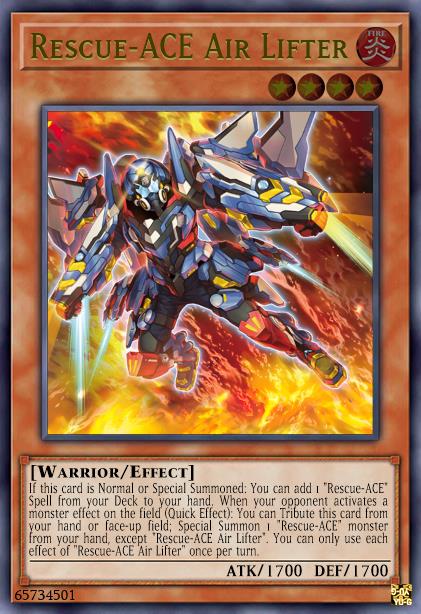 Rescue-ACE Air Lifter
FIRE
炎
[Warrior/Effect]
If this card is Normal or Special Summoned: You can add 1 "Rescue-ACE"
Spell from your Deck to your hand. When your opponent activates a
monster effect on the field (Quick Effect): You can Tribute this card from
your hand or face-up field; Special Summon 1 "Rescue-ACE" monster
from your hand, except "Rescue-ACE Air Lifter". You can only use each
effect of "Rescue-ACE Air Lifter" once per turn.
ATK/1700 DEF/1700
65734501